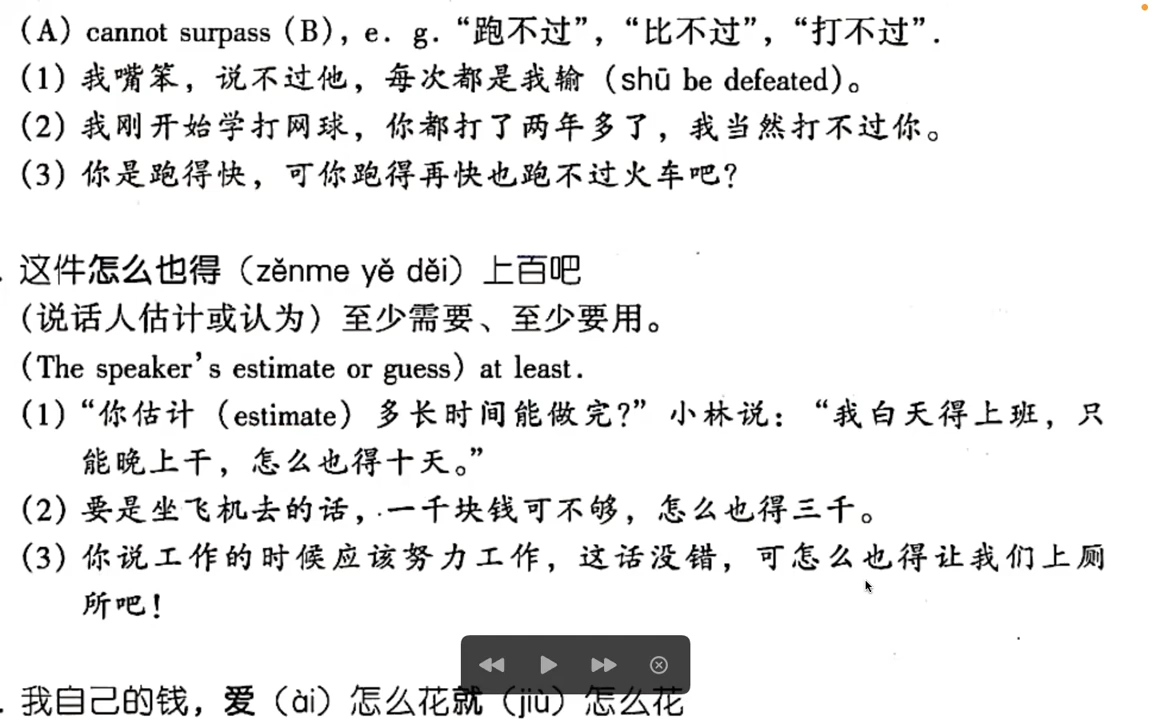 (A) cannot surpass (B), e. g. “跑不过”, “比不过”, “打不过”.
(1) 我嘴笨，说不过他，每次都是我输（shū be defeated）。
(2) 我刚开始学打网球，你都打了两年多了，我当然打不过你。
(3) 你是跑得快，可你跑得再快也跑不过火车吧？
. 这件怎么也得（zěnme yě děi）上百吧
(说话人估计或认为）至少需要、至少要用。
(The speaker's estimate or guess) at least.
(1) “你估计（estimate）多长时间能做完？” 小林说：“我白天得上班，只
能晚上干，怎么也得十天。”
(2) 要是坐飞机去的话，一千块钱可不够，怎么也得三千。
(3) 你说工作的时候应该努力工作，这话没错，可怎么也得让我们上厕
所吧！
. 我自己的钱，爱（ài）怎么花就（jiù）怎么花